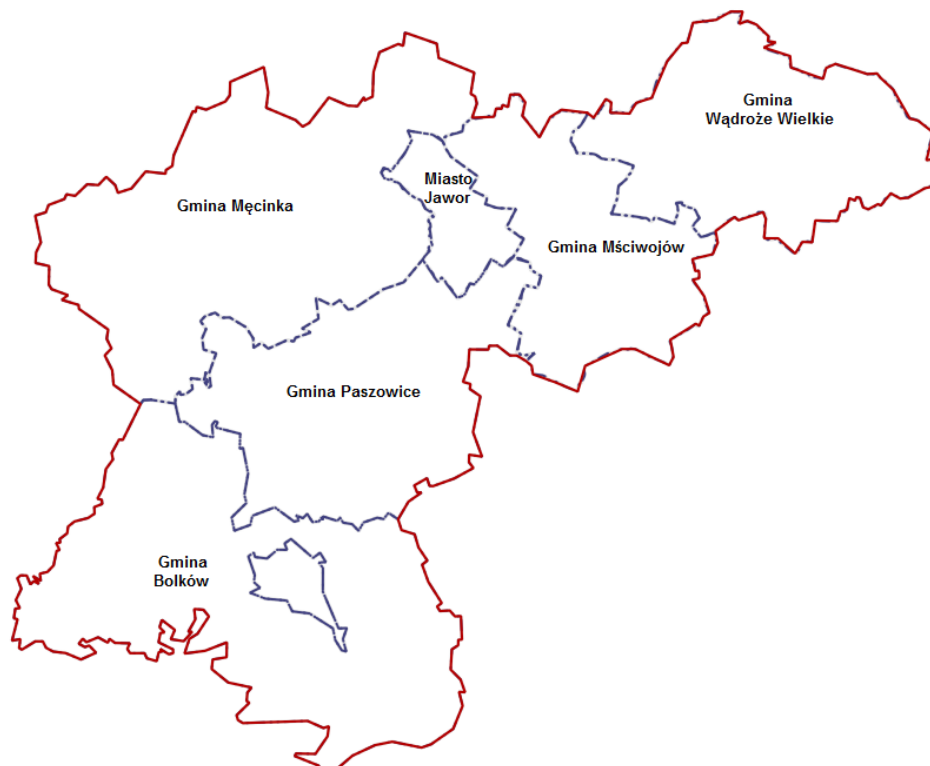 Gmina
Wądroże Wielkie
Miasto
Jawor
Gmina Męcinka
Gmina Mściwojów
Gmina Paszowice
Gmina
Bolków